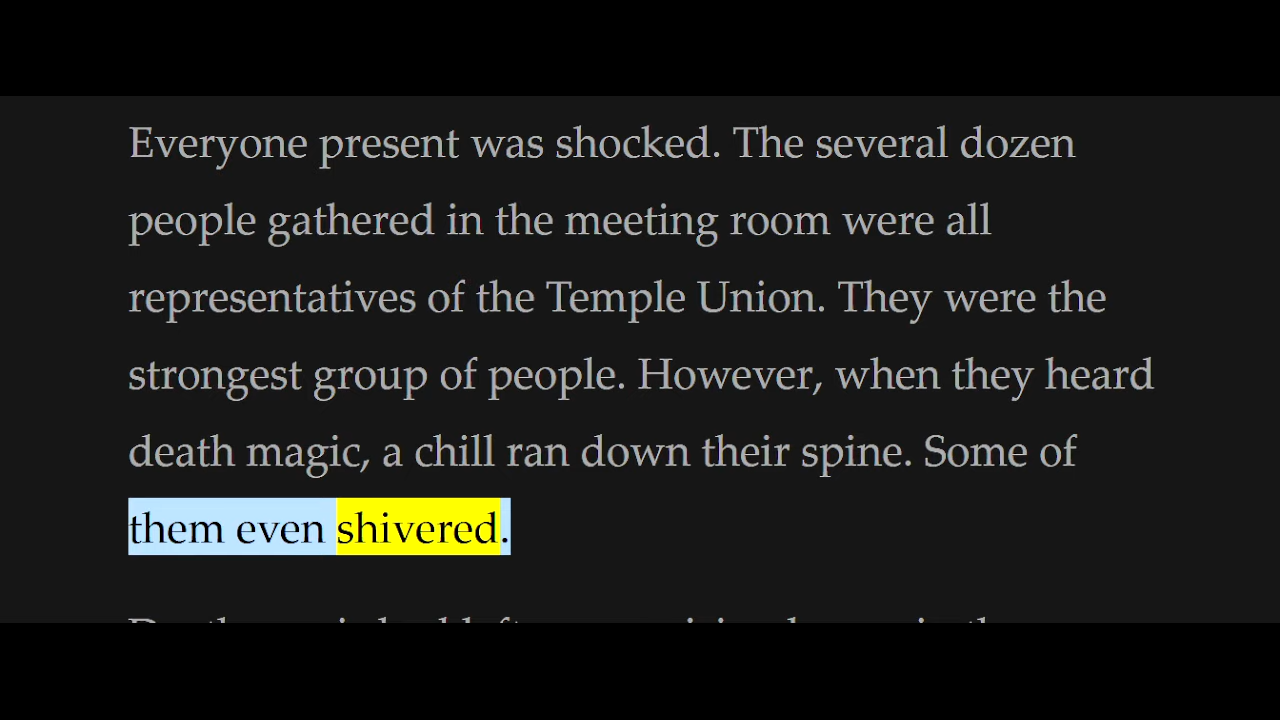 Everyone present was shocked. The several dozen
people gathered in the meeting room were all
representatives of the Temple Union. They were the
strongest group of people. However, when they heard
death magic, a chill ran down their spine. Some of
them even shivered.